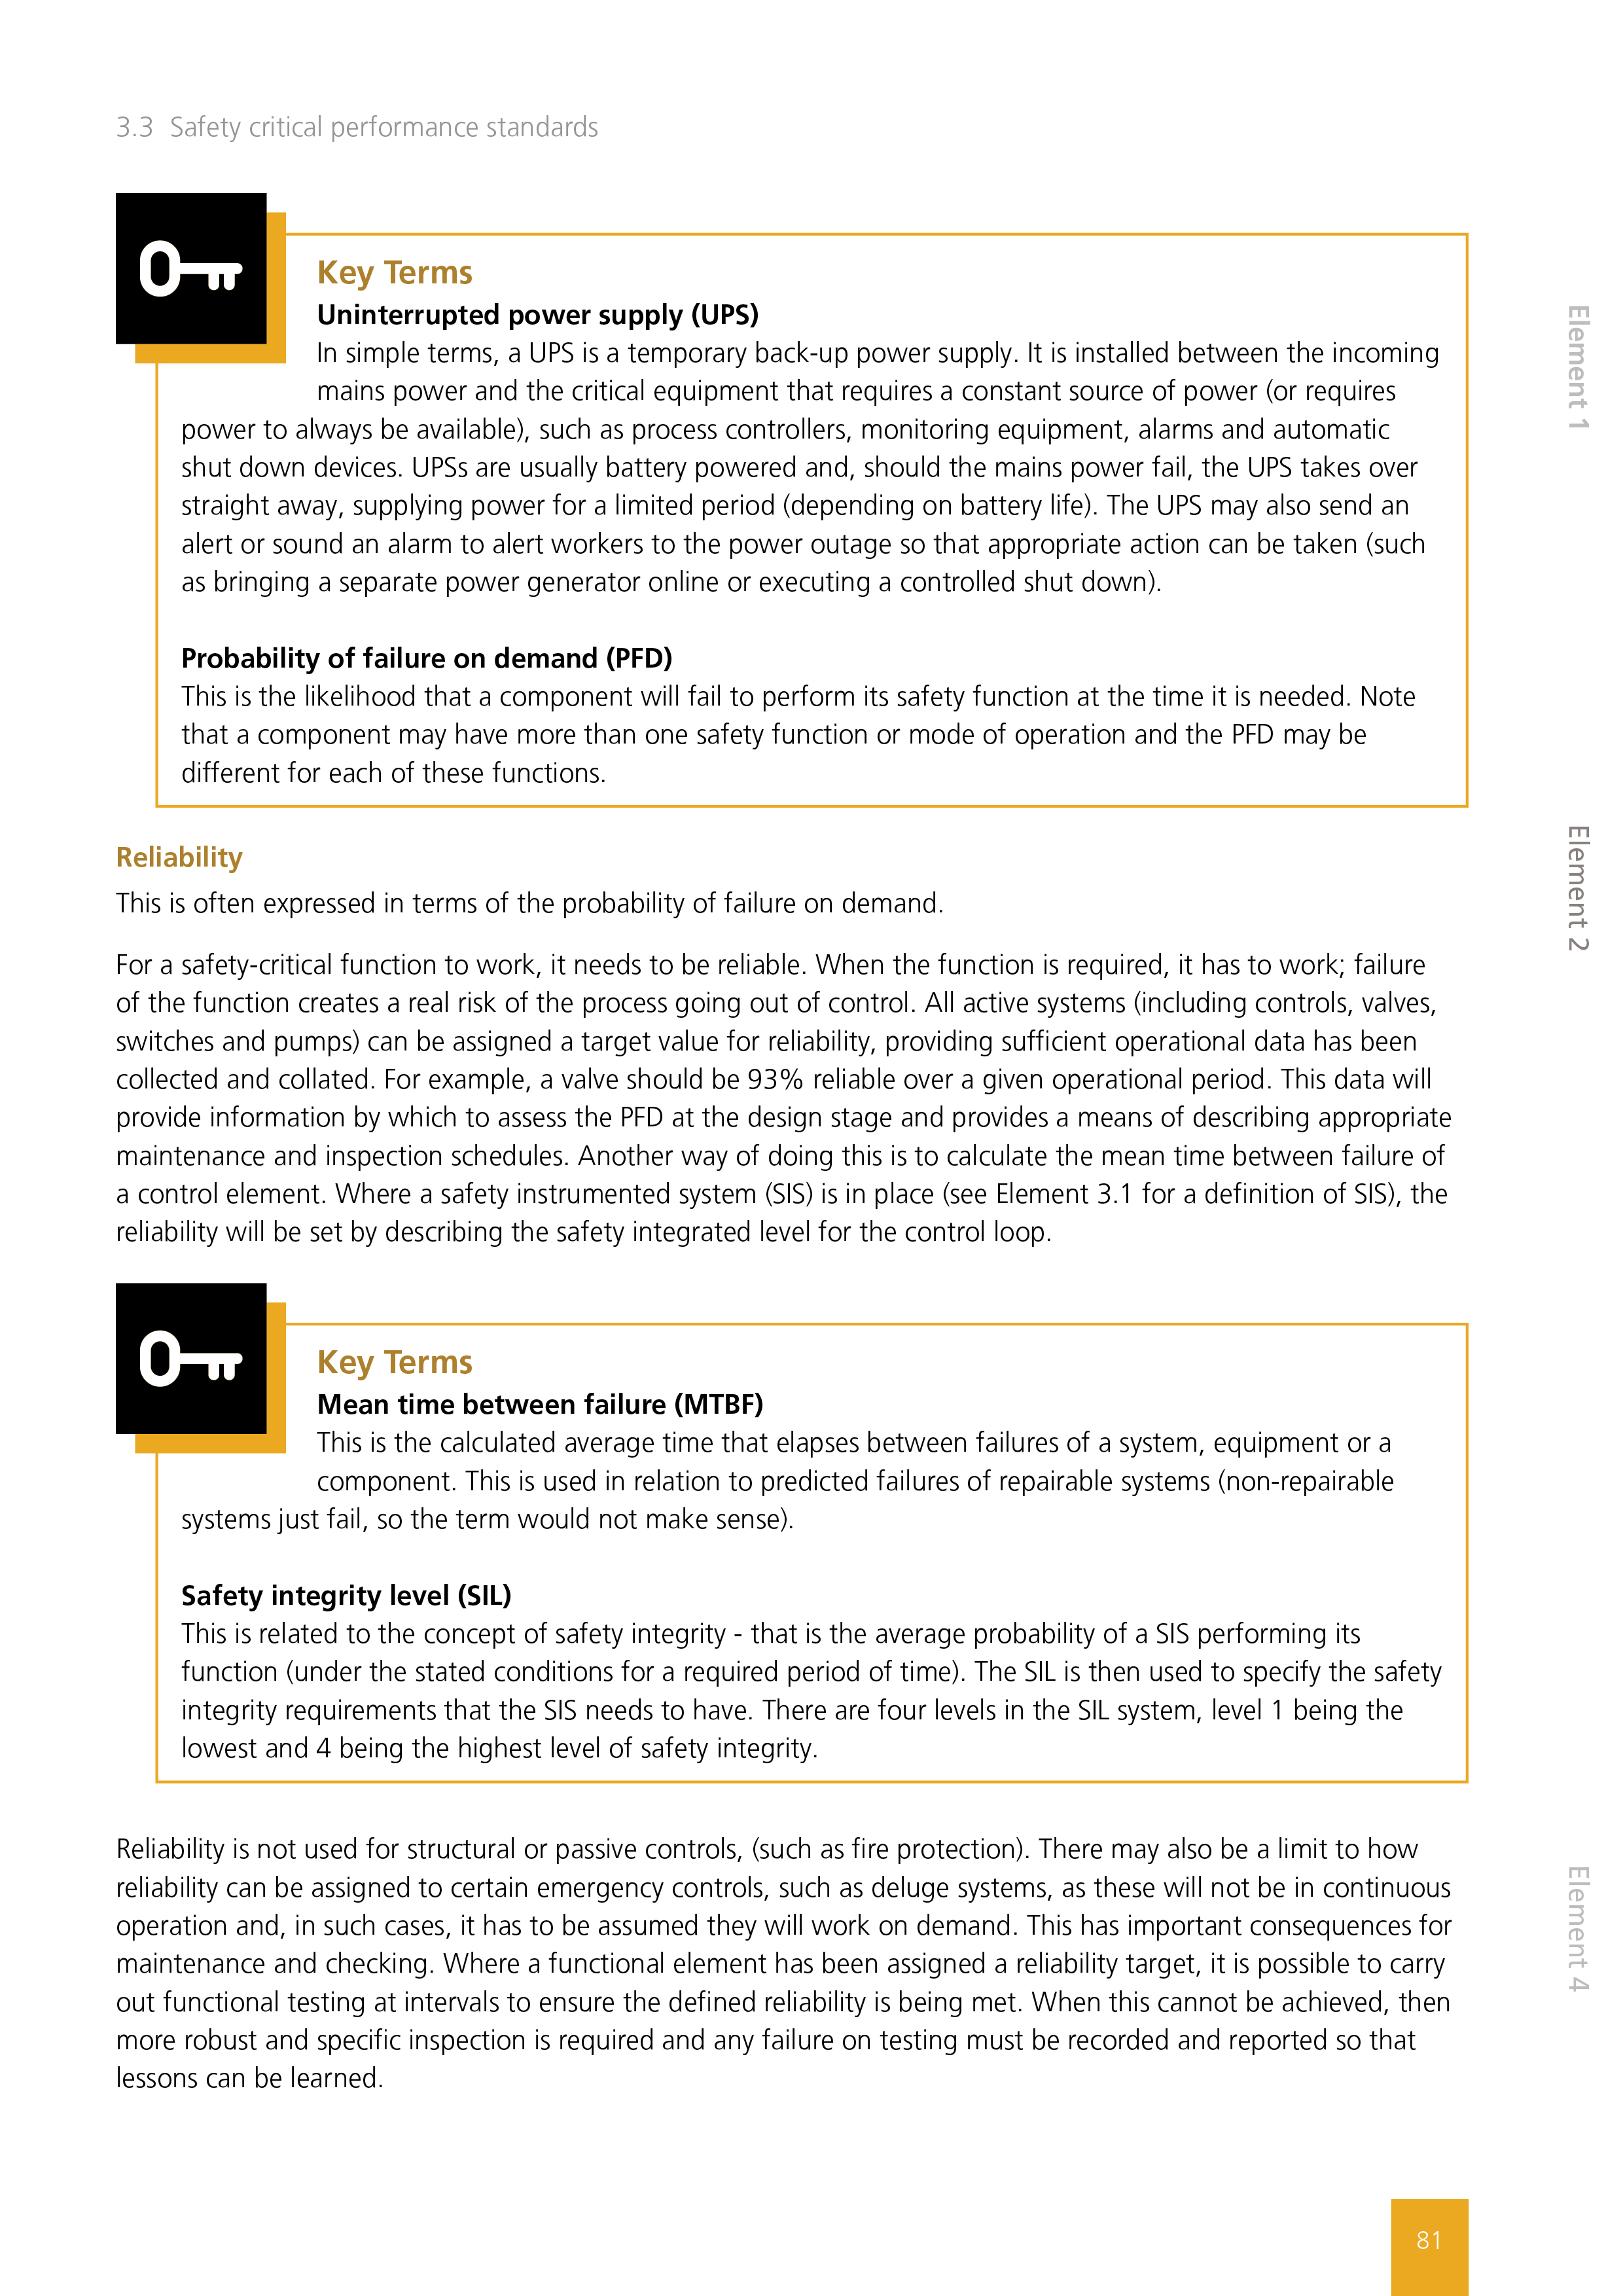 3.3 Safety critical performance standards
Key Terms
Uninterrupted power supply (UPS)
In simple terms, a UPS is a temporary back-up power supply. It is installed between the incoming
mains power and the critical equipment that requires a constant source of power (or requires
power to always be available), such as process controllers, monitoring equipment, alarms and automatic
shut down devices. UPSs are usually battery powered and, should the mains power fail, the UPS takes over
straight away, supplying power for a limited period (depending on battery life). The UPS may also send an
alert or sound an alarm to alert workers to the power outage so that appropriate action can be taken (such
as bringing a separate power generator online or executing a controlled shut down).
Probability of failure on demand (PFD)
This is the likelihood that a component will fail to perform its safety function at the time it is needed. Note
that a component may have more than one safety function or mode of operation and the PFD may be
different for each of these functions.
Reliability
This is often expressed in terms of the probability of failure on demand.
For a safety-critical function to work, it needs to be reliable. When the function is required, it has to work; failure
of the function creates a real risk of the process going out of control. All active systems (including controls, valves,
switches and pumps) can be assigned a target value for reliability, providing sufficient operational data has been
collected and collated. For example, a valve should be 93% reliable over a given operational period. This data will
provide information by which to assess the PFD at the design stage and provides a means of describing appropriate
maintenance and inspection schedules. Another way of doing this is to calculate the mean time between failure of
a control element. Where a safety instrumented system (SIS) is in place (see Element 3.1 for a definition of SIS), the
reliability will be set by describing the safety integrated level for the control loop.
Key Terms
Mean time between failure (MTBF)
This is the calculated average time that elapses between failures of a system, equipment or a
component. This is used in relation to predicted failures of repairable systems (non-repairable
systems just fail, so the term would not make sense).
Safety integrity level (SIL)
This is related to the concept of safety integrity - that is the average probability of a SIS performing its
function (under the stated conditions for a required period of time). The SIL is then used to specify the safety
integrity requirements that the SIS needs to have. There are four levels in the SIL system, level 1 being the
lowest and 4 being the highest level of safety integrity.
Reliability is not used for structural or passive controls, (such as fire protection). There may also be a limit to how
reliability can be assigned to certain emergency controls, such as deluge systems, as these will not be in continuous
operation and, in such cases, it has to be assumed they will work on demand. This has important consequences for
maintenance and checking. Where a functional element has been assigned a reliability target, it is possible to carry
out functional testing at intervals to ensure the defined reliability is being met. When this cannot be achieved, then
more robust and specific inspection is required and any failure on testing must be recorded and reported so that
lessons can be learned.
Element 1
Element 2
Element 4
81